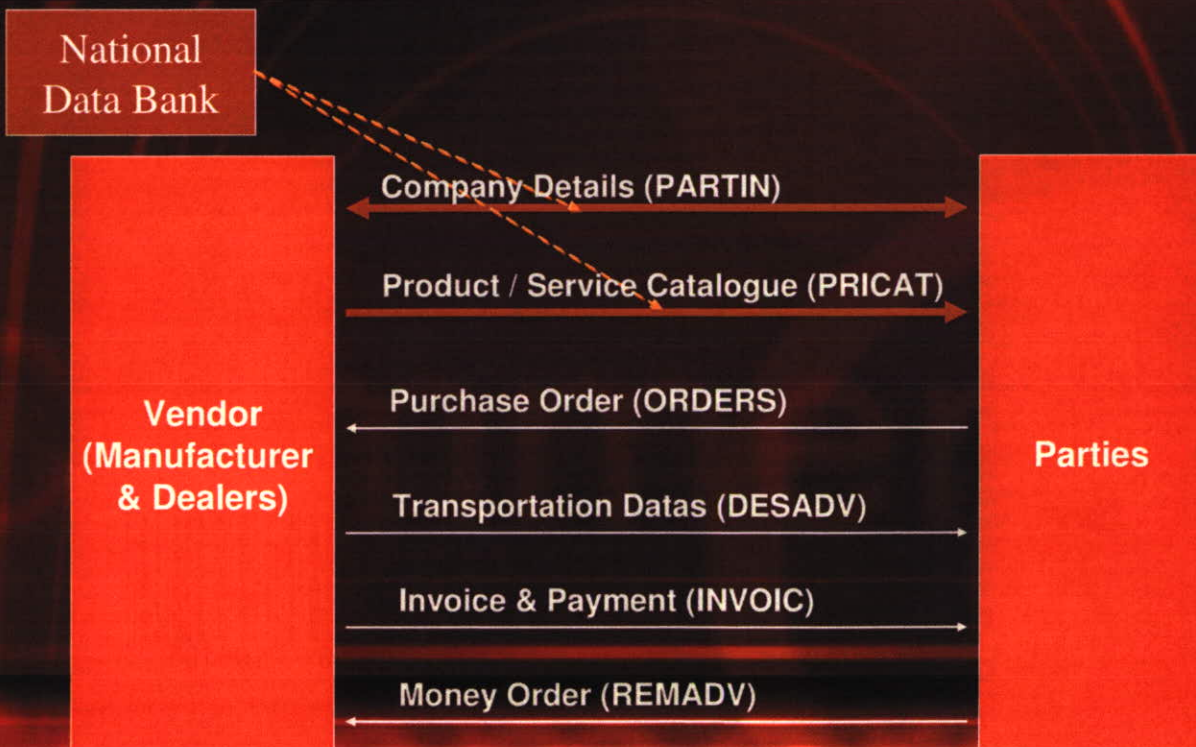 National
Data Bank
Company Details (PARTIN)
Product / Service Catalogue (PRICAT)
Purchase Order (ORDERS)
Vendor
(Manufacturer
& Dealers)
Parties
Transportation Datas (DESADV)
Invoice & Payment (INVOIC)
Money Order (REMADV)